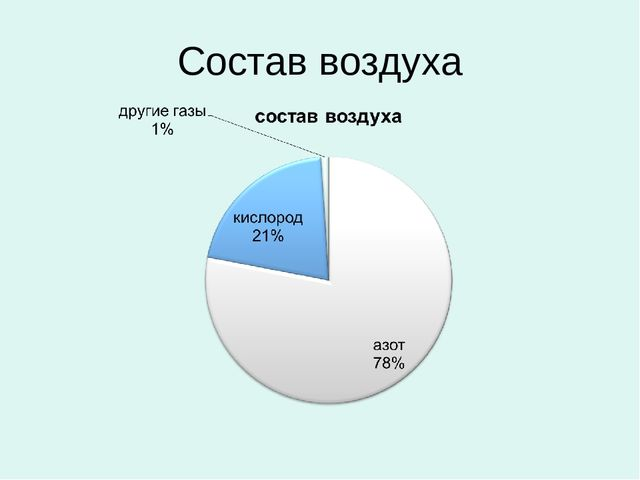 Состав воздуха
другие газы
1%
состав воздуха
кислород
21%
азот
78%